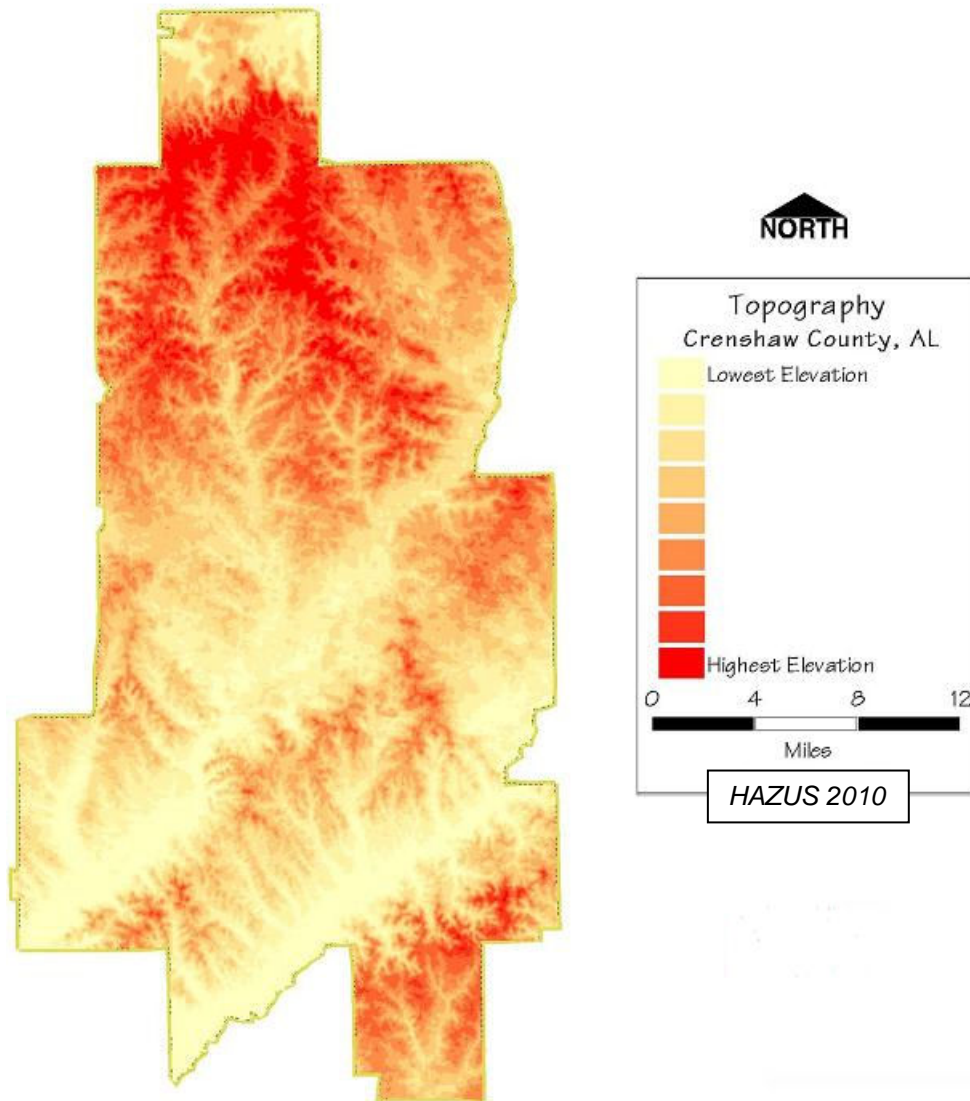 NORTH
Topography
Crenshaw County, AL
Lowest Elevation
Highest Elevation
0 4 8 12
Miles
HAZUS 2010